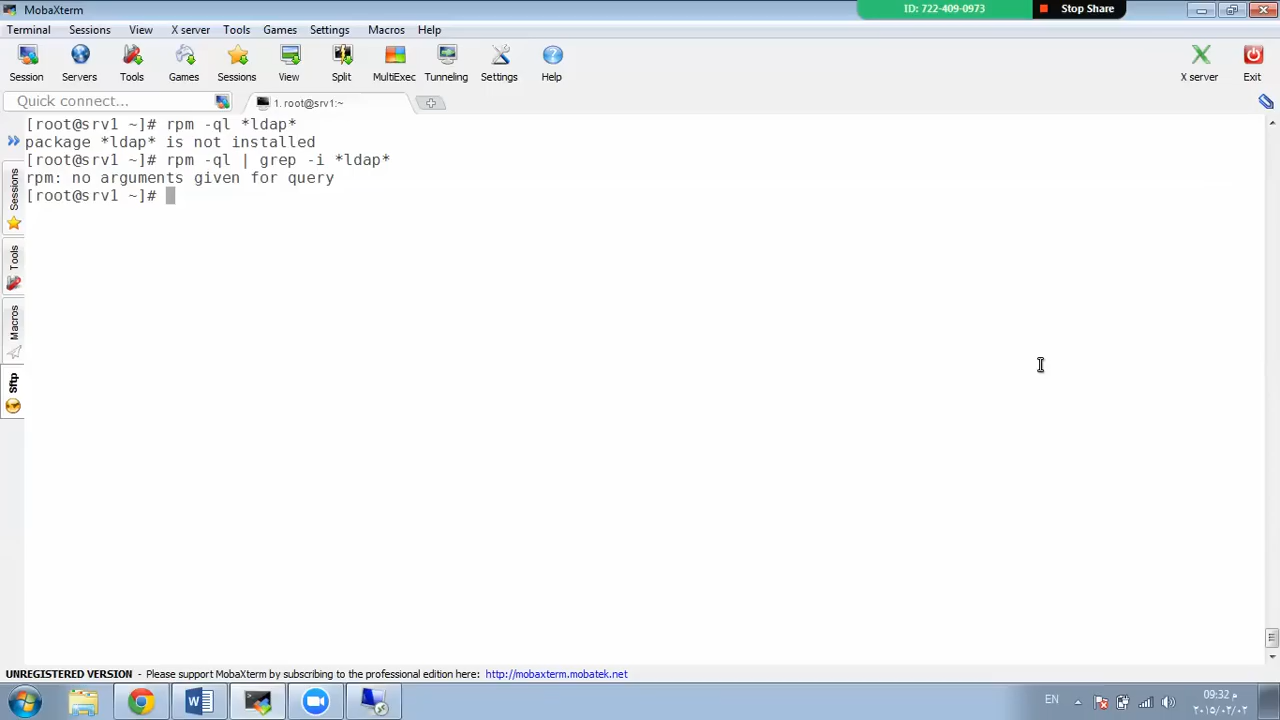 MobaXterm
ID: 722-409-0973
Stop Share
Terminal Sessions View X server Tools Games Settings Macros Help
Session Servers Tools Games Sessions View Split MultiExec Tunneling Settings Help X server Exit
Quick connect...
1. root@srv1:~
[root@srv1 ~]# rpm -ql *ldap*
package *ldap* is not installed
[root@srv1 ~]# rpm -ql | grep -i *ldap*
rpm: no arguments given for query
[root@srv1 ~]#
Sessions
Tools
Macros
Sftp
UNREGISTERED VERSION - Please support MobaXterm by subscribing to the professional edition here: http://mobaxterm.mobatek.net
EN
09:32 م
٢٠١٥/٠٢/٠٢